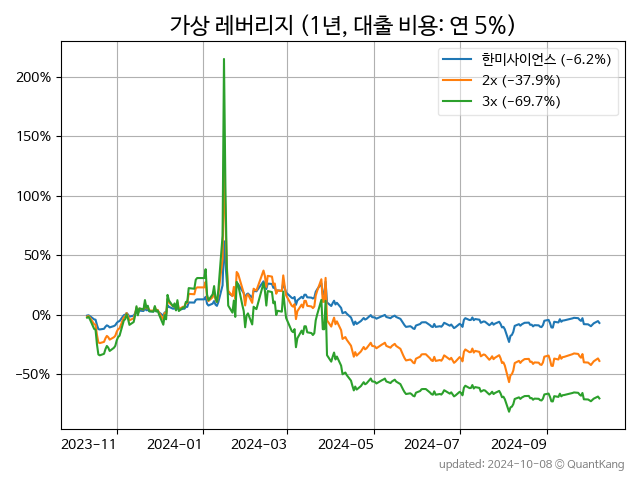 가상 레버리지 (1년, 대출 비용: 연 5%)
한미사이언스 (-6.2%)
2x (-37.9%)
3x (-69.7%)
200%
150%
100%
50%
0%
-50%
2023-11 2024-01 2024-03 2024-05 2024-07 2024-09
updated: 2024-10-08 © QuantKang